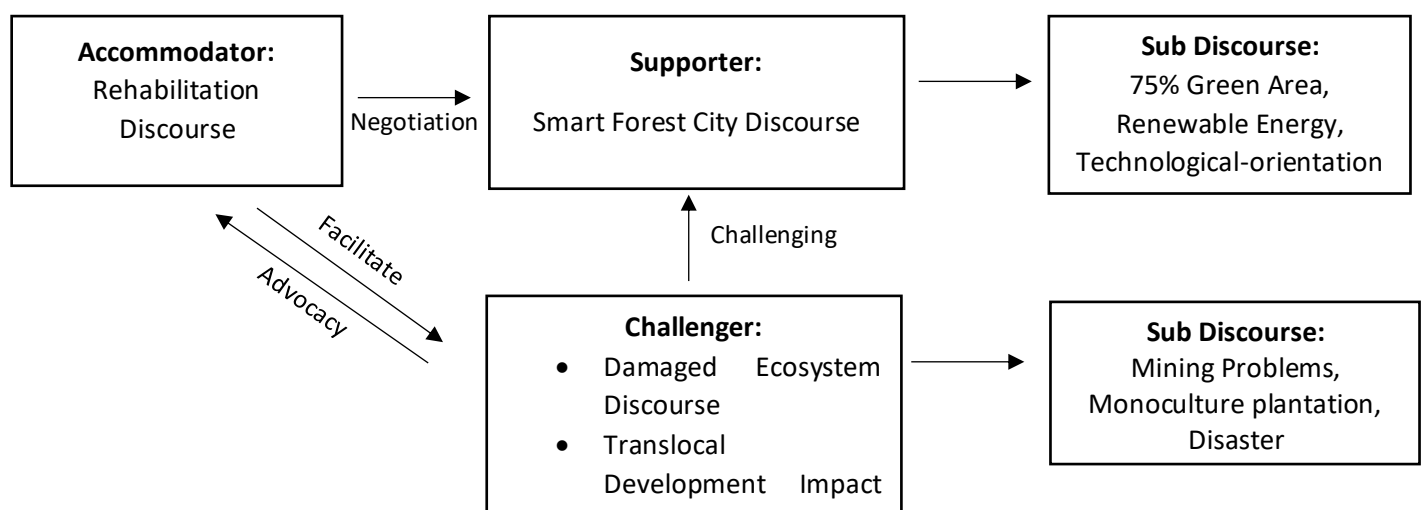 Accommodator:
Rehabilitation
Discourse
Negotiation
Supporter:
Smart Forest City Discourse
Sub Discourse:
75% Green Area,
Renewable Energy,
Technological-orientation
Facilitate
Advocacy
Challenging
Challenger:
• Damaged Ecosystem
Discourse
• Translocal
Development Impact
Sub Discourse:
Mining Problems,
Monoculture plantation,
Disaster